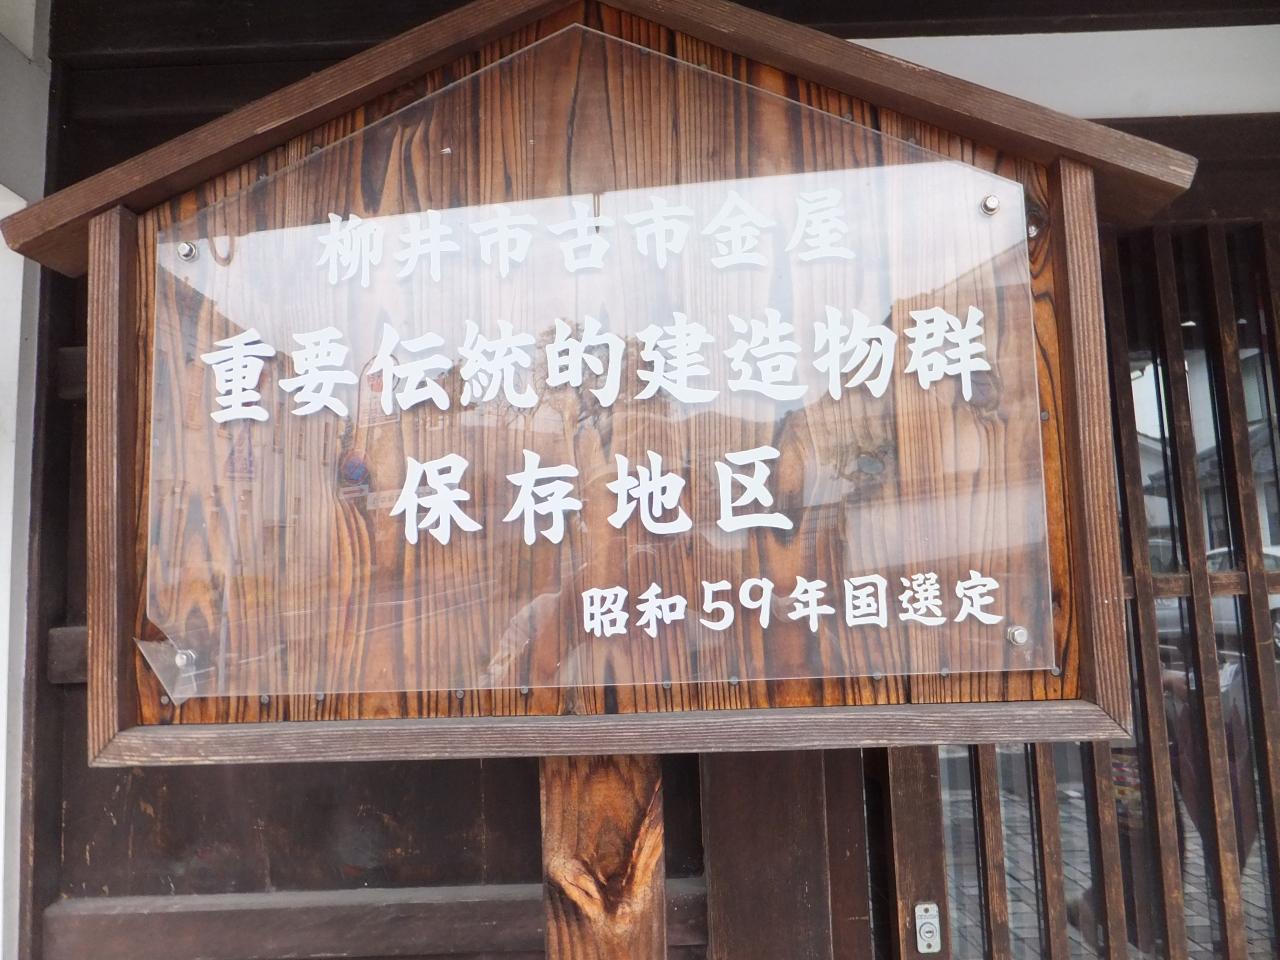 柳井市古市金屋
重要伝統的建造物群
保存地区
昭和59年国選定